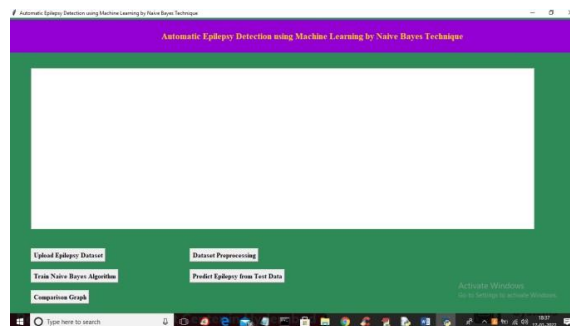 Automatic Epilepsy Detection using Machine Learning by Naive Bayes Technique
Automatic Epilepsy Detection using Machine Learning by Naive Bayes Technique
Upload Epilepsy Dataset
Dataset Preprocessing
Train Naive Bayes Algorithm
Predict Epilepsy from Test Data
Comparison Graph
Activate Windows
Go to Settings to activate Windows.
Type here to search
18:37